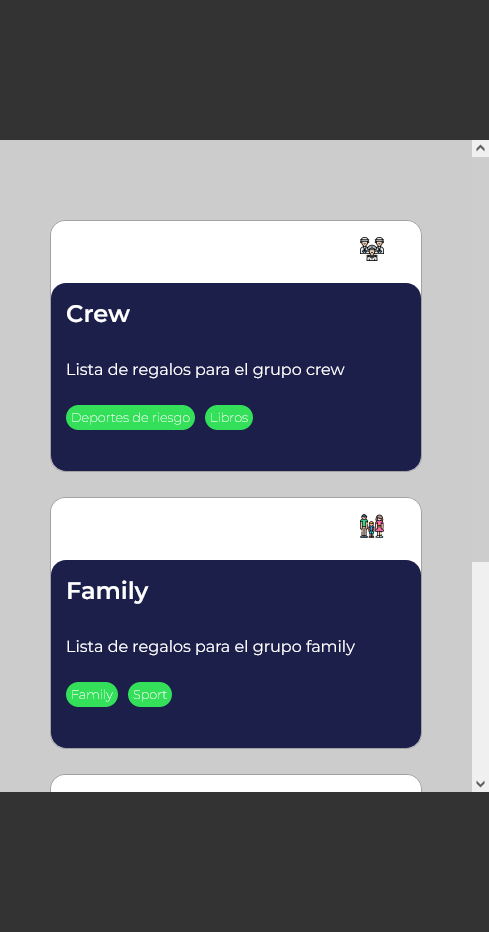 Crew
Lista de regalos para el grupo crew
Deportes de riesgo Libros
Family
Lista de regalos para el grupo family
Family Sport